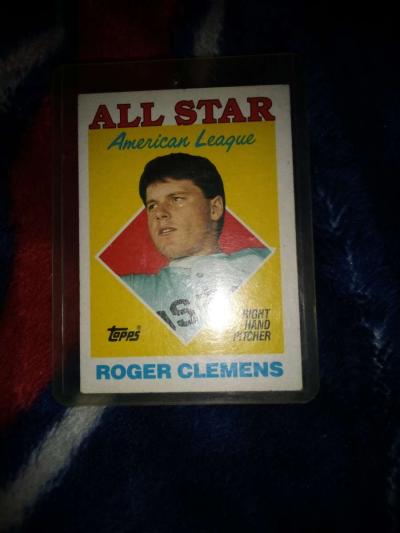 ALL STAR
American League
Topps®
RIGHT
HAND
PITCHER
ROGER CLEMENS